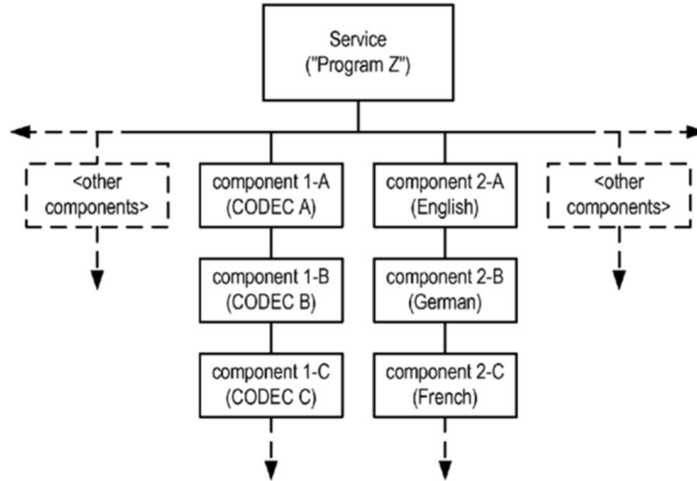 Service
("Program Z")
<other
components>
component 1-A
(CODEC A)
component 2-A
(English)
<other
components>
component 1-B
(CODEC B)
component 2-B
(German)
component 1-C
(CODEC C)
component 2-C
(French)